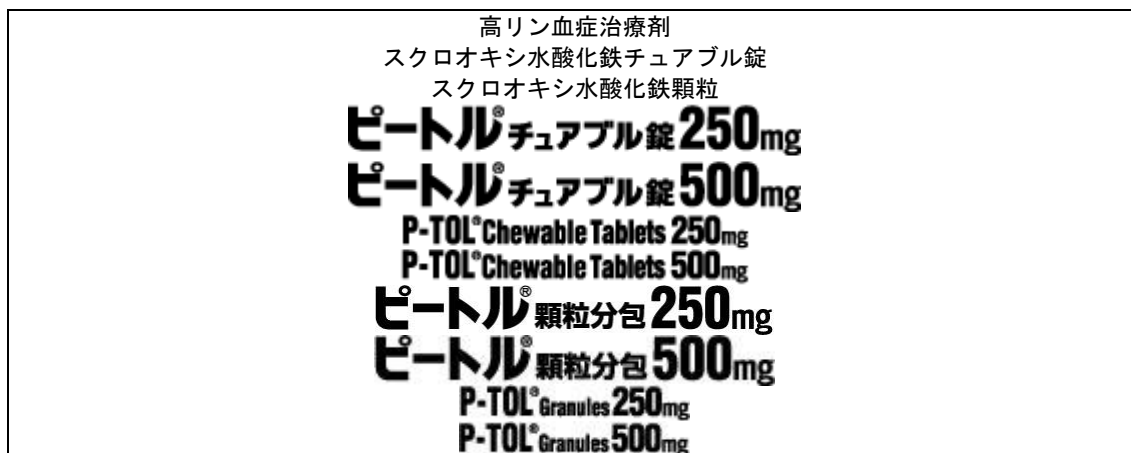 高リン血症治療剤
スクロオキシ水酸化鉄チュアブル錠
スクロオキシ水酸化鉄顆粒
ピートル®チュアブル錠250mg
ピートル®チュアブル錠500mg
P-TOL®Chewable Tablets 250mg
P-TOL®Chewable Tablets 500mg
ピートル®顆粒分包250mg
ピートル®顆粒分包500mg
P-TOL®Granules 250mg
P-TOL®Granules 500mg